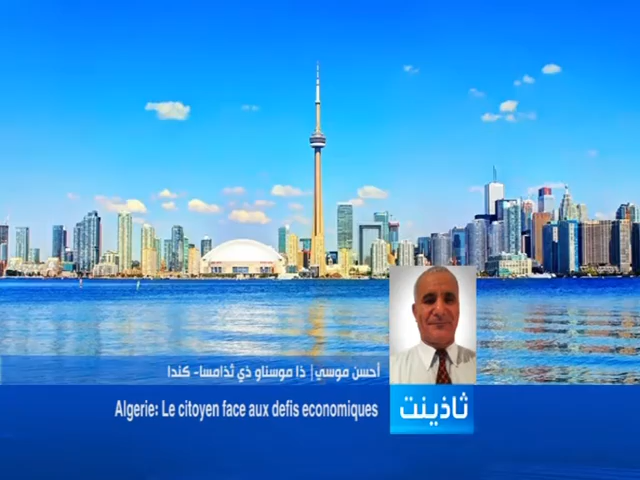 أحسن موسي| ذا موسناو ذي ثذامسا- كندا
Algerie: Le citoyen face aux defis economiques
ثاذينت